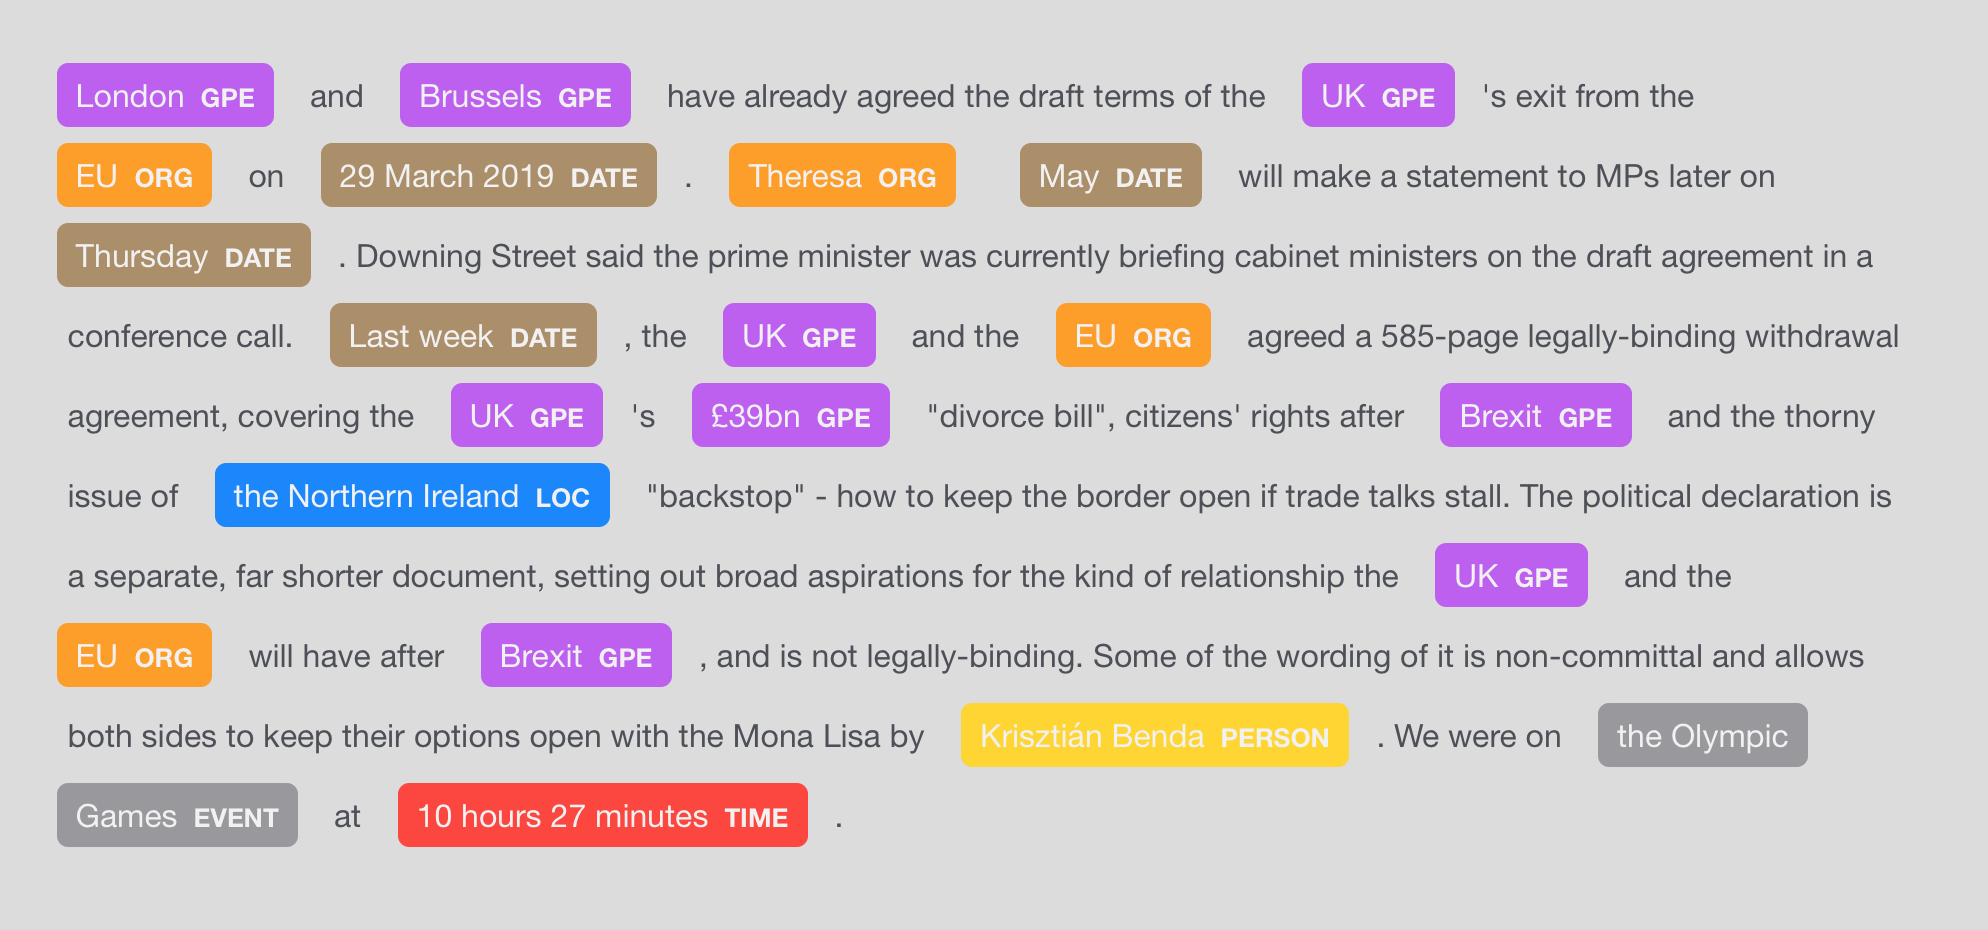 London GPE and Brussels GPE have already agreed the draft terms of the UK GPE 's exit from the
EU ORG on 29 March 2019 DATE . Theresa ORG May DATE will make a statement to MPs later on
Thursday DATE . Downing Street said the prime minister was currently briefing cabinet ministers on the draft agreement in a
conference call. Last week DATE , the UK GPE and the EU ORG agreed a 585-page legally-binding withdrawal
agreement, covering the UK GPE 's £39bn GPE "divorce bill", citizens' rights after Brexit GPE and the thorny
issue of the Northern Ireland LOC "backstop" - how to keep the border open if trade talks stall. The political declaration is
a separate, far shorter document, setting out broad aspirations for the kind of relationship the UK GPE and the
EU ORG will have after Brexit GPE , and is not legally-binding. Some of the wording of it is non-committal and allows
both sides to keep their options open with the Mona Lisa by Krisztián Benda PERSON . We were on the Olympic
Games EVENT at 10 hours 27 minutes TIME .